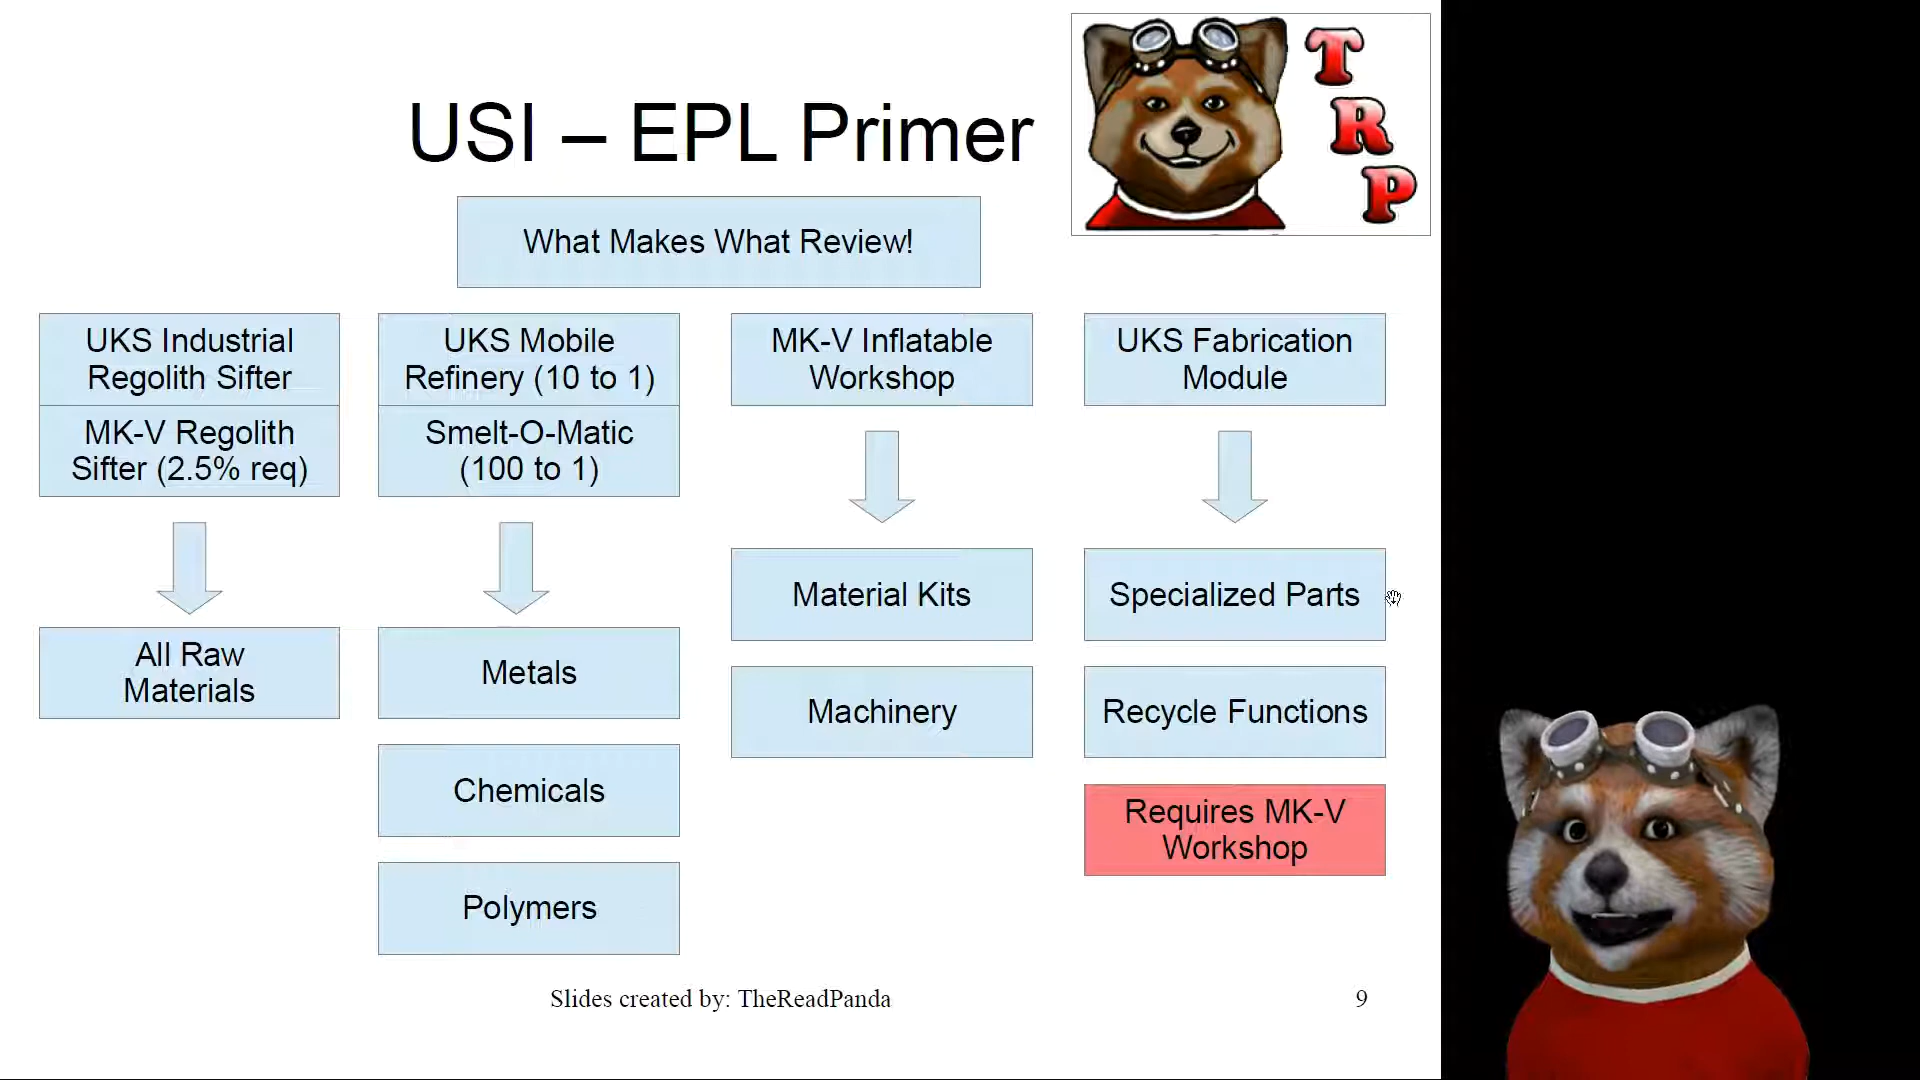 USI – EPL Primer
T
R
P
What Makes What Review!
UKS Industrial
Regolith Sifter
MK-V Regolith
Sifter (2.5% req)
All Raw
Materials
UKS Mobile
Refinery (10 to 1)
Smelt-O-Matic
(100 to 1)
Metals
Chemicals
Polymers
MK-V Inflatable
Workshop
Material Kits
Machinery
UKS Fabrication
Module
Specialized Parts
Recycle Functions
Requires MK-V
Workshop
Slides created by: TheReadPanda
9